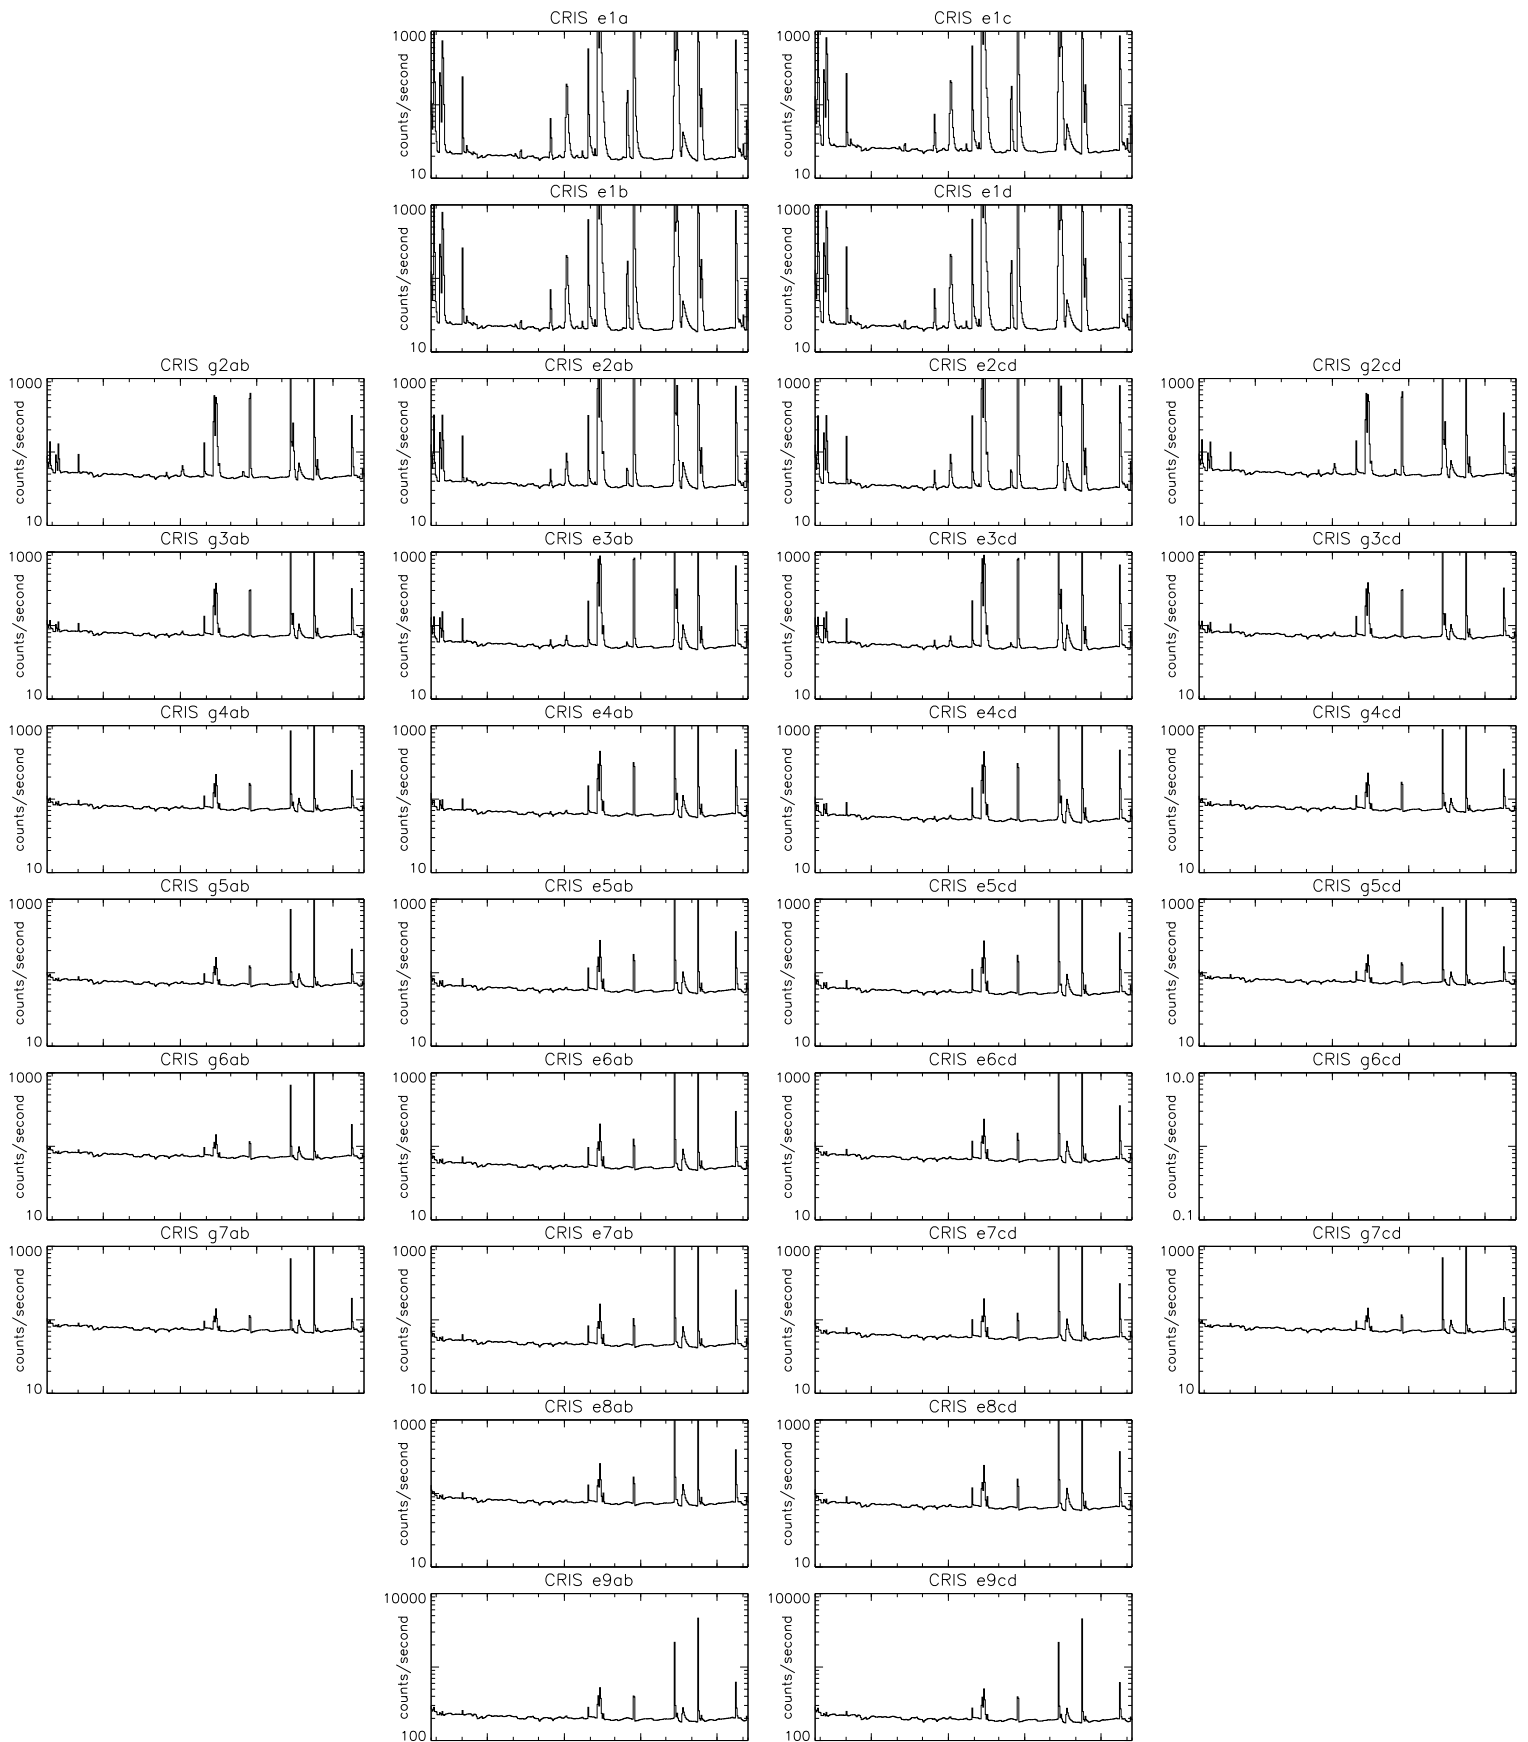 CRIS e1a CRIS e1c
1000 1000
counts/second counts/second
10 10
CRIS e1b CRIS e1d
1000 1000
counts/second counts/second
10 10
CRIS g2ab CRIS e2ab CRIS e2cd CRIS g2cd
1000 1000 1000 1000
counts/second counts/second counts/second counts/second
10 10 10 10
CRIS g3ab CRIS e3ab CRIS e3cd CRIS g3cd
1000 1000 1000 1000
counts/second counts/second counts/second counts/second
10 10 10 10
CRIS g4ab CRIS e4ab CRIS e4cd CRIS g4cd
1000 1000 1000 1000
counts/second counts/second counts/second counts/second
10 10 10 10
CRIS g5ab CRIS e5ab CRIS e5cd CRIS g5cd
1000 1000 1000 1000
counts/second counts/second counts/second counts/second
10 10 10 10
CRIS g6ab CRIS e6ab CRIS e6cd CRIS g6cd
1000 1000 1000 10.0
counts/second counts/second counts/second counts/second
10 10 10 0.1
CRIS g7ab CRIS e7ab CRIS e7cd CRIS g7cd
1000 1000 1000 1000
counts/second counts/second counts/second counts/second
10 10 10 10
CRIS e8ab CRIS e8cd
1000 1000
counts/second counts/second
10 10
CRIS e9ab CRIS e9cd
10000 10000
counts/second counts/second
100 100